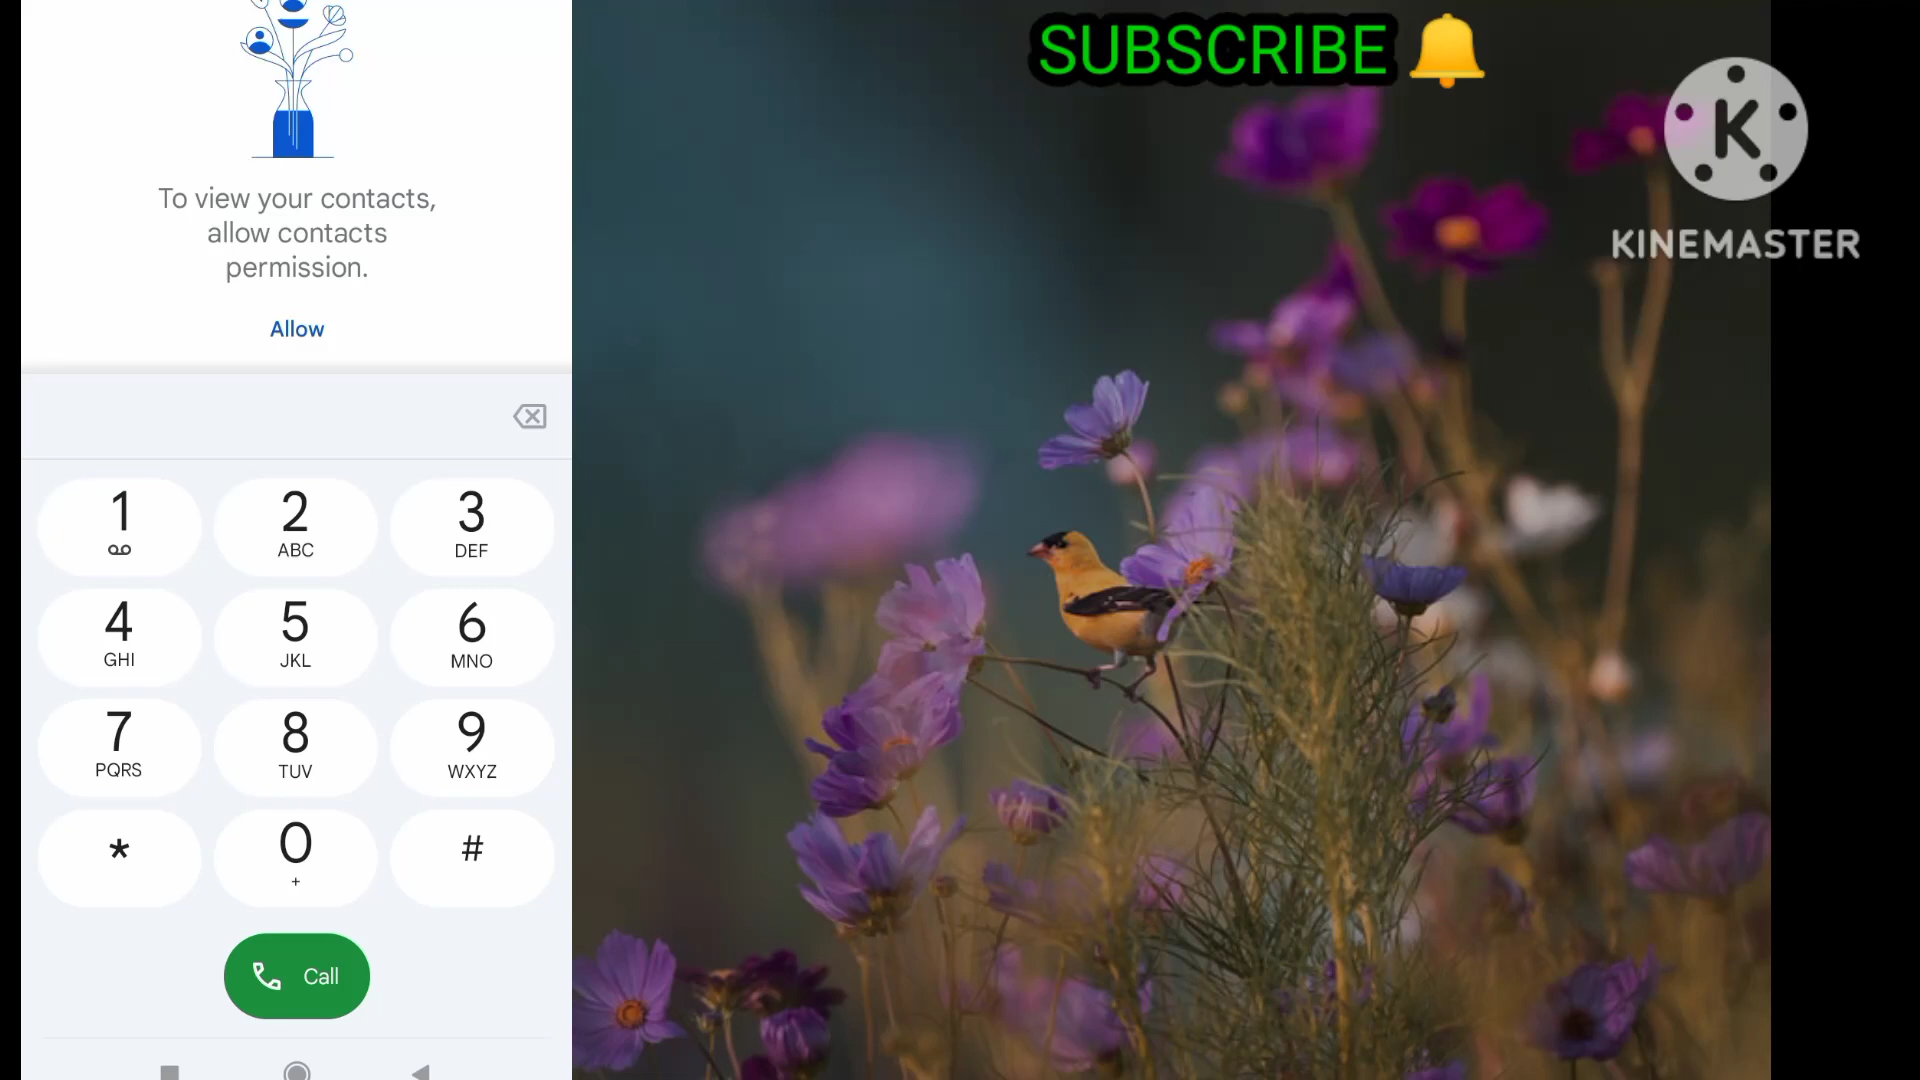 To view your contacts,
allow contacts
permission.
Allow
1
2
ABC
3
DEF
4
GHI
5
JKL
6
MNO
7
PQRS
8
TUV
9
WXYZ
*
0
+
#
Call
SUBSCRIBE
K
KINEMASTER